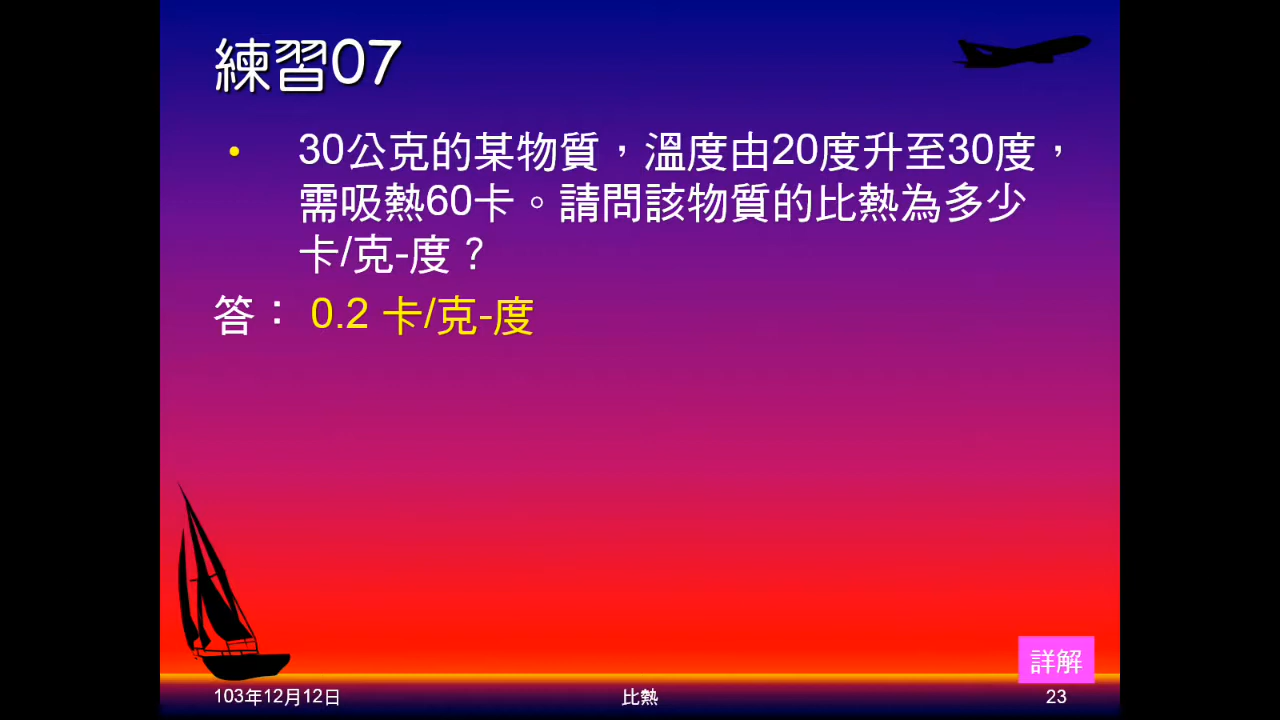 練習07
• 30公克的某物質，溫度由20度升至30度，
需吸熱60卡。請問該物質的比熱為多少
卡/克-度？
答： 0.2 卡/克-度
詳解
103年12月12日 比熱 23